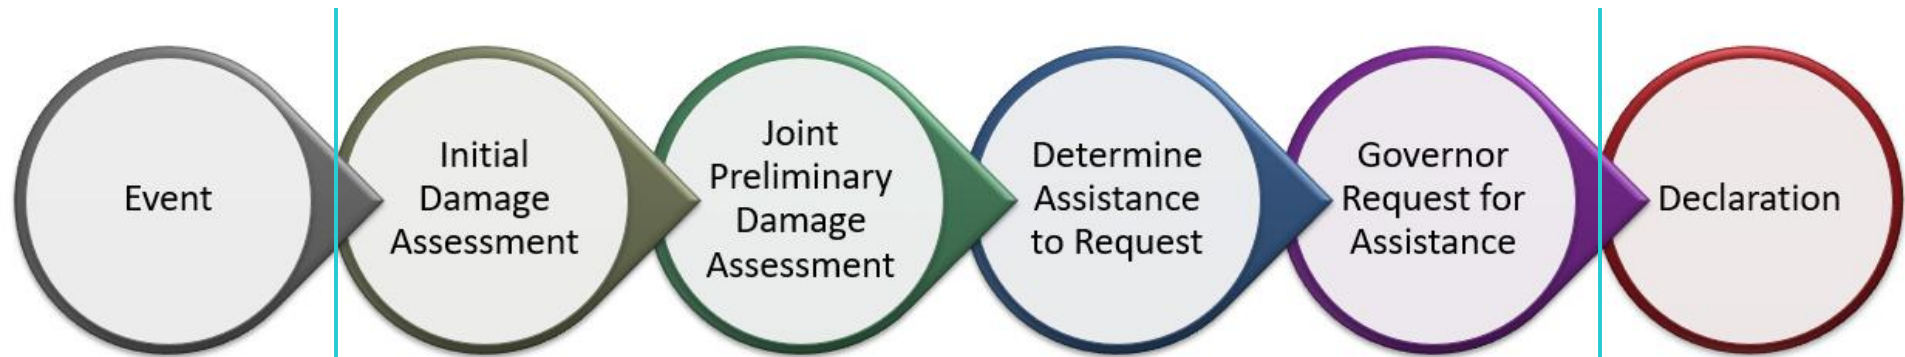 Event
Initial
Damage
Assessment
Joint
Preliminary
Damage
Assessment
Determine
Assistance
to Request
Governor
Request for
Assistance
Declaration